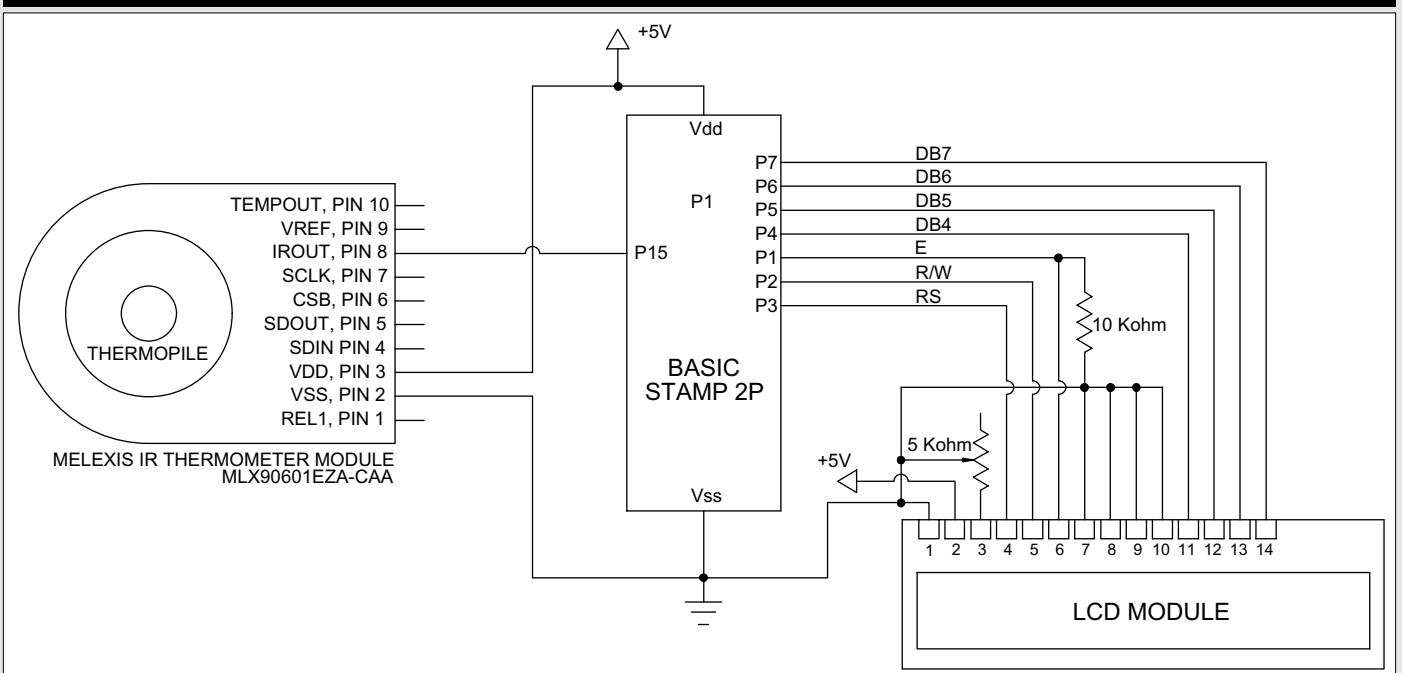 +5V
Vdd
P1
P15
BASIC
STAMP 2P
Vss
P7
P6
P5
P4
P1
P2
P3
DB7
DB6
DB5
DB4
E
R/W
RS
TEMPOUT, PIN 10
VREF, PIN 9
IROUT, PIN 8
SCLK, PIN 7
CSB, PIN 6
SDOUT, PIN 5
SDIN PIN 4
VDD, PIN 3
VSS, PIN 2
REL1, PIN 1
THERMOPILE
MELEXIS IR THERMOMETER MODULE
MLX90601EZA-CAA
10 Kohm
5 Kohm
+5V
1 2 3 4 5 6 7 8 9 10 11 12 13 14
LCD MODULE